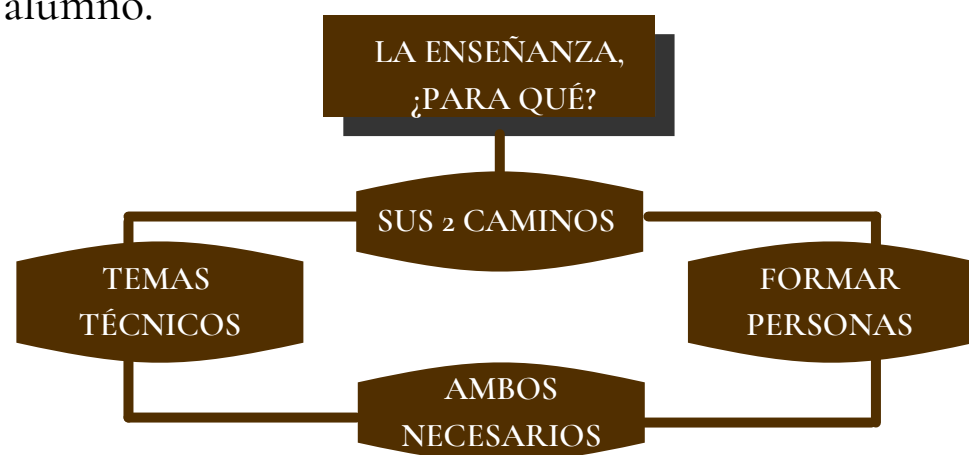 alumno.
LA ENSEÑANZA,
¿PARA QUÉ?
SUS 2 CAMINOS
TEMAS
TÉCNICOS
FORMAR
PERSONAS
AMBOS
NECESARIOS